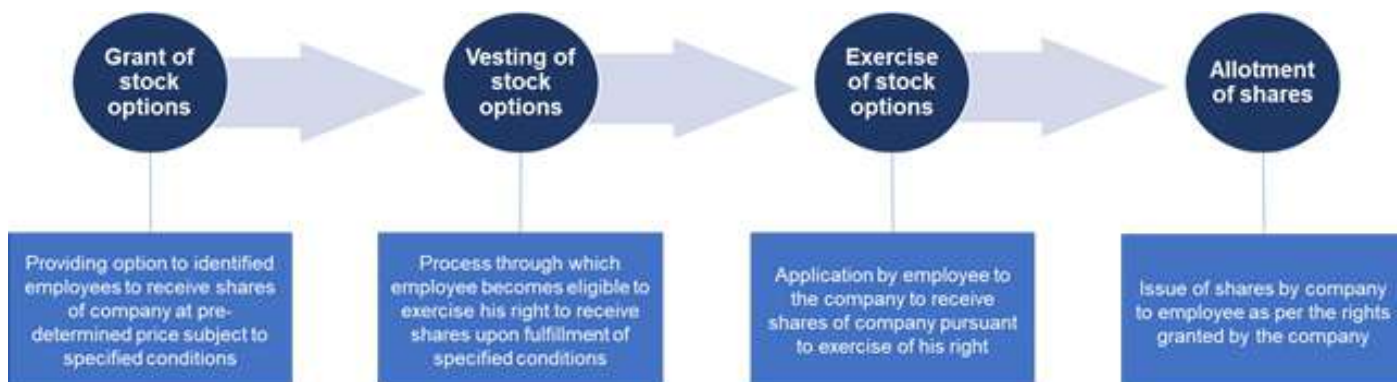 Grant of
stock
options
Vesting of
stock
options
Exercise
of stock
options
Allotment
of shares
Providing option to identified
employees to receive shares
of company at pre-
determined price subject to
specified conditions
Process through which
employee becomes eligible to
exercise his right to receive
shares upon fulfillment of
specified conditions
Application by employee to
the company to receive
shares of company pursuant
to exercise of his right
Issue of shares by company
to employee as per the rights
granted by the company